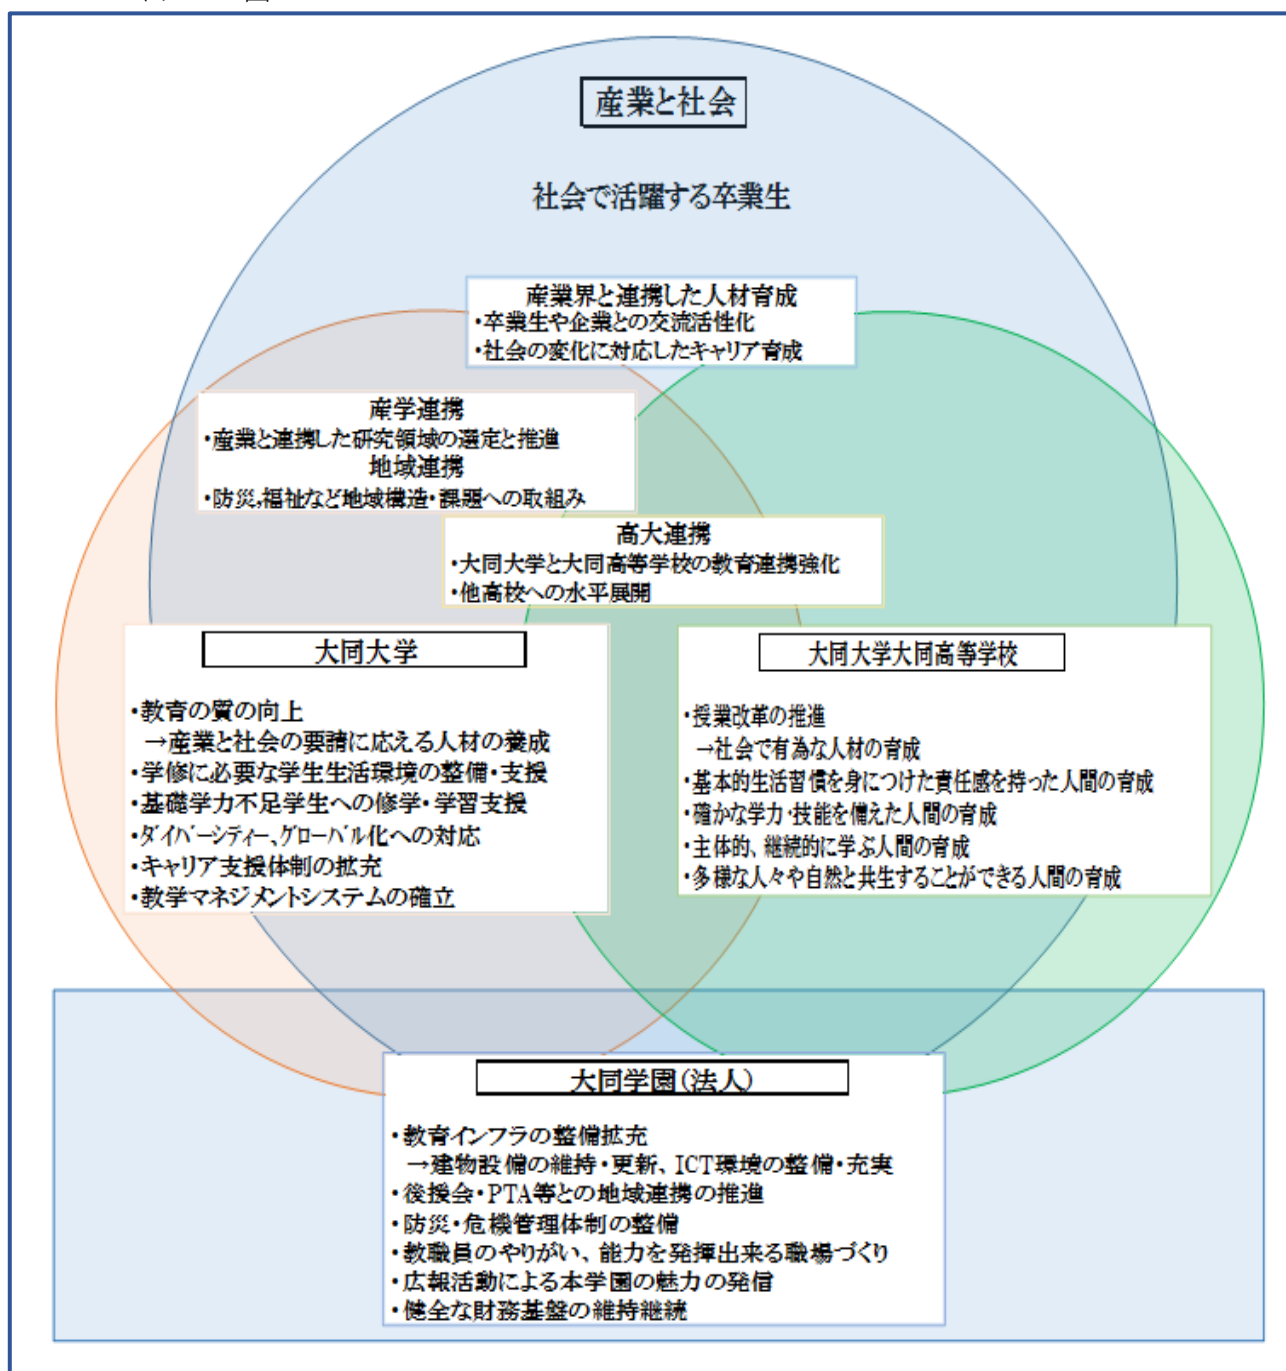 産業と社会
社会で活躍する卒業生
産業界と連携した人材育成
・卒業生や企業との交流活性化
・社会の変化に対応したキャリア育成
産学連携
・産業と連携した研究領域の選定と推進
地域連携
・防災,福祉など地域構造・課題への取組み
高大連携
・大同大学と大同高等学校の教育連携強化
・他高校への水平展開
大同大学
・教育の質の向上
→産業と社会の要請に応える人材の養成
・学修に必要な学生生活環境の整備・支援
・基礎学力不足学生への修学・学習支援
・ダイバーシティー、グローバル化への対応
・キャリア支援体制の拡充
・教学マネジメントシステムの確立
大同大学大同高等学校
・授業改革の推進
→社会で有為な人材の育成
・基本的生活習慣を身につけた責任感を持った人間の育成
・確かな学力・技能を備えた人間の育成
・主体的、継続的に学ぶ人間の育成
・多様な人々や自然と共生することができる人間の育成
大同学園(法人)
・教育インフラの整備拡充
→建物設備の維持・更新、ICT環境の整備・充実
・後援会・PTA等との地域連携の推進
・防災・危機管理体制の整備
・教職員のやりがい、能力を発揮出来る職場づくり
・広報活動による本学園の魅力の発信
・健全な財務基盤の維持継続